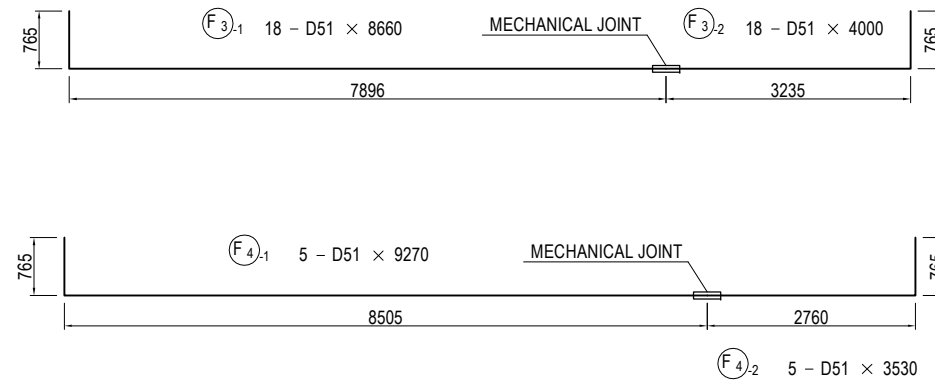 F3-1 18 – D51 × 8660
MECHANICAL JOINT
F3-2 18 – D51 × 4000
765
765
7896
3235
F4-1 5 – D51 × 9270
MECHANICAL JOINT
765
765
8505
2760
F4-2 5 – D51 × 3530